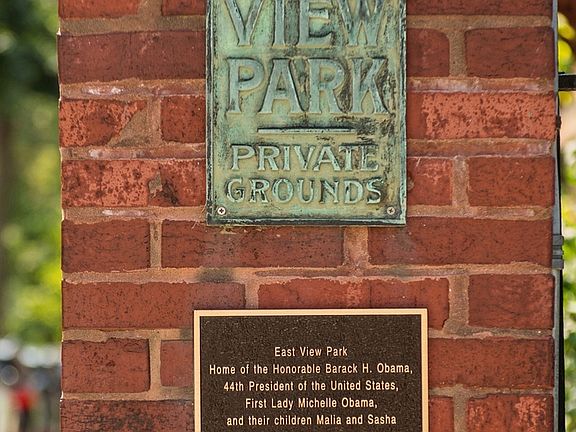 VIEW
PARK
PRIVATE
GROUNDS
East View Park
Home of the Honorable Barack H. Obama,
44th President of the United States,
First Lady Michelle Obama,
and their children Malia and Sasha